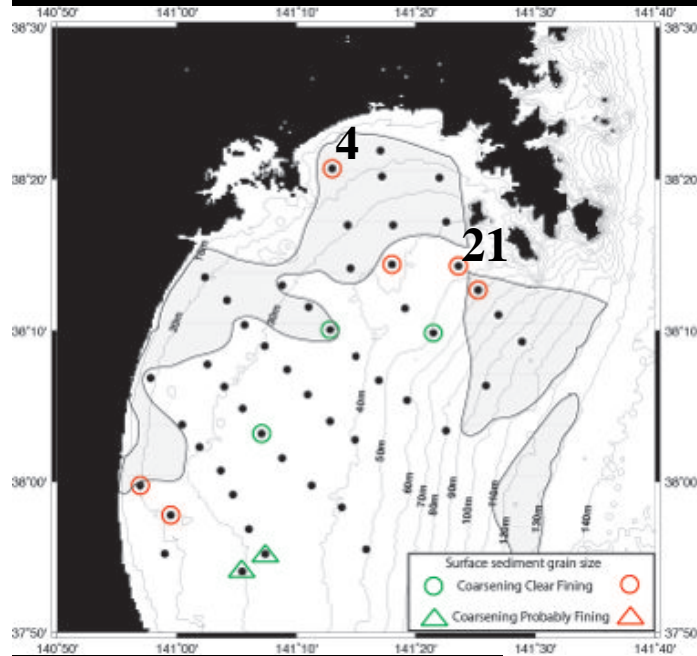 140°50' 141°00' 141°10' 141°20' 141°30' 141°40'
38°30' 38°30'
4
38°20' 38°20'
21
10m
20m
30m
38°10' 38°10'
40m
50m
60m
70m
80m
90m
100m
110m
120m
130m
140m
38°00' 38°00'
Surface sediment grain size
Coarsening Clear Fining
Coarsening Probably Fining
37°50' 37°50'
140°50' 141°00' 141°10' 141°20' 141°30' 141°40'